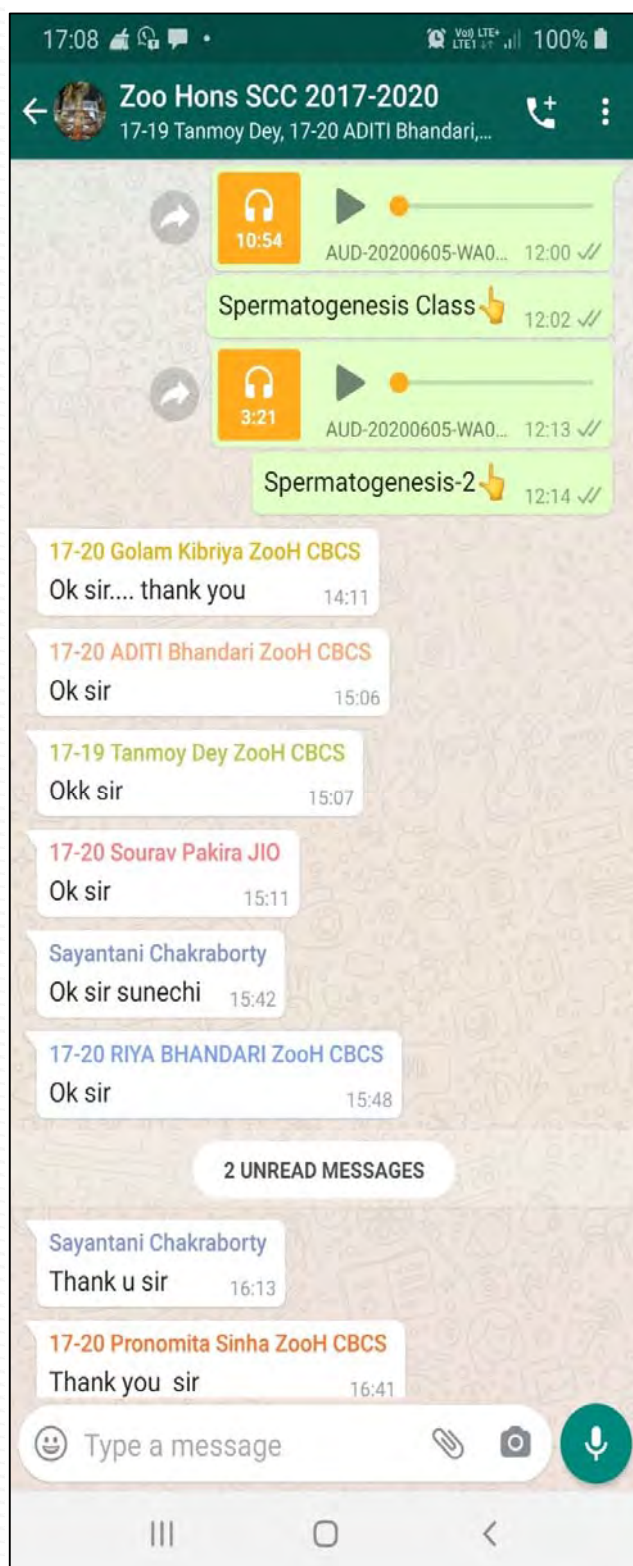 17:08 Voo) LTE+ LTE1 100%
Zoo Hons SCC 2017-2020
17-19 Tanmoy Dey, 17-20 ADITI Bhandari,...
10:54
AUD-20200605-WA0... 12:00
Spermatogenesis Class👆 12:02
3:21
AUD-20200605-WA0... 12:13
Spermatogenesis-2👆 12:14
17-20 Golam Kibriya ZooH CBCS
Ok sir.... thank you 14:11
17-20 ADITI Bhandari ZooH CBCS
Ok sir 15:06
17-19 Tanmoy Dey ZooH CBCS
Okk sir 15:07
17-20 Sourav Pakira JIO
Ok sir 15:11
Sayantani Chakraborty
Ok sir sunechi 15:42
17-20 RIYA BHANDARI ZooH CBCS
Ok sir 15:48
2 UNREAD MESSAGES
Sayantani Chakraborty
Thank u sir 16:13
17-20 Pronomita Sinha ZooH CBCS
Thank you sir 16:41
Type a message